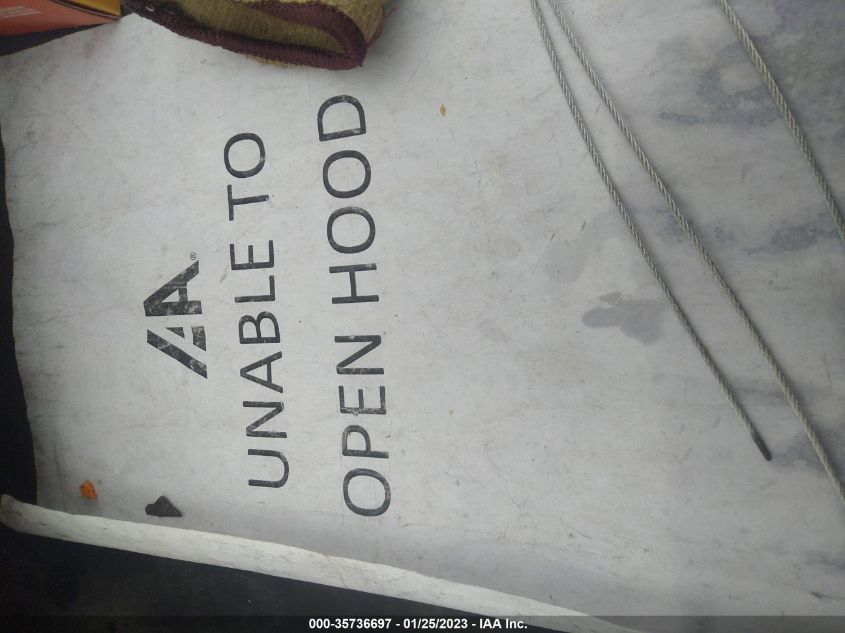 IAA®
UNABLE TO
OPEN HOOD
000-35736697 - 01/25/2023 - IAA Inc.